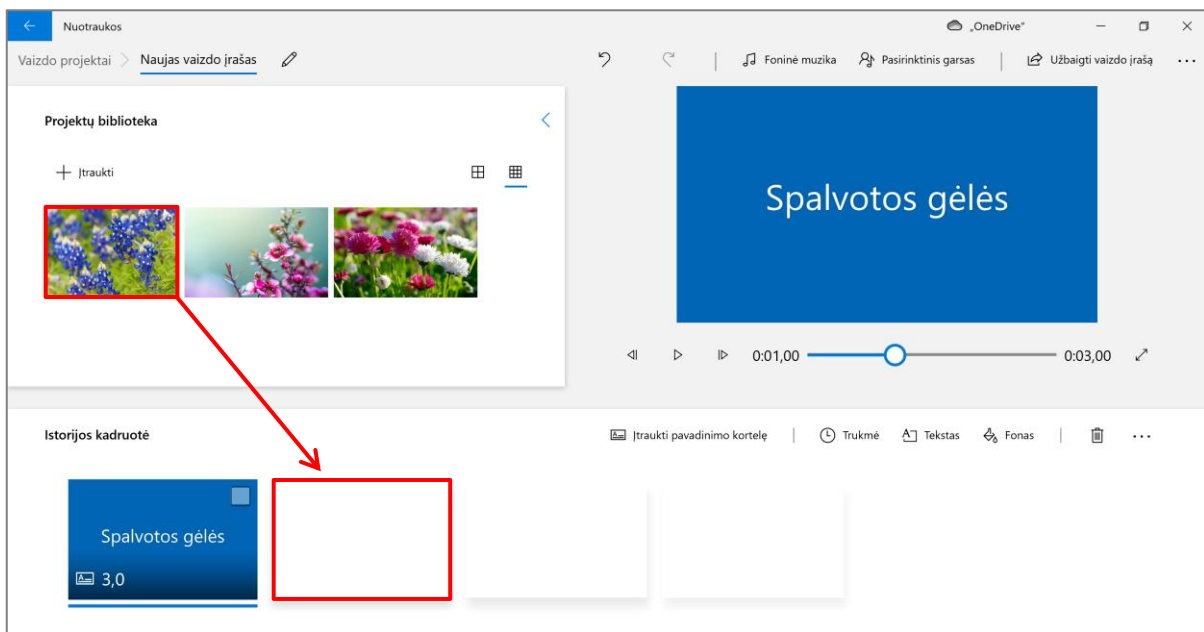 Nuotraukos
„OneDrive“
Vaizdo projektai > Naujas vaizdo įrašas
Foninė muzika
Pasirinktinis garsas
Užbaigti vaizdo įrašą
Projektų biblioteka
Įtraukti
Spalvotos gėlės
0:01,00
0:03,00
Istorijos kadruotė
Įtraukti pavadinimo kortelę
Trukmė
Tekstas
Fonas
Spalvotos gėlės
3,0